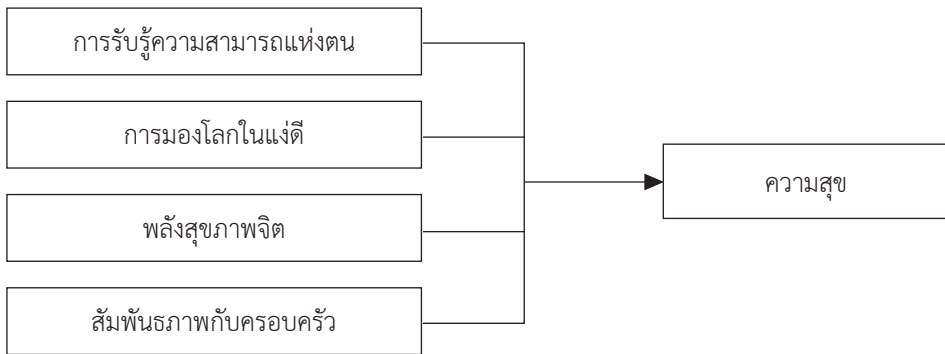 การรับรู้ความสามารถแห่งตน
การมองโลกในแง่ดี
พลังสุขภาพจิต
สัมพันธภาพกับครอบครัว
ความสุข